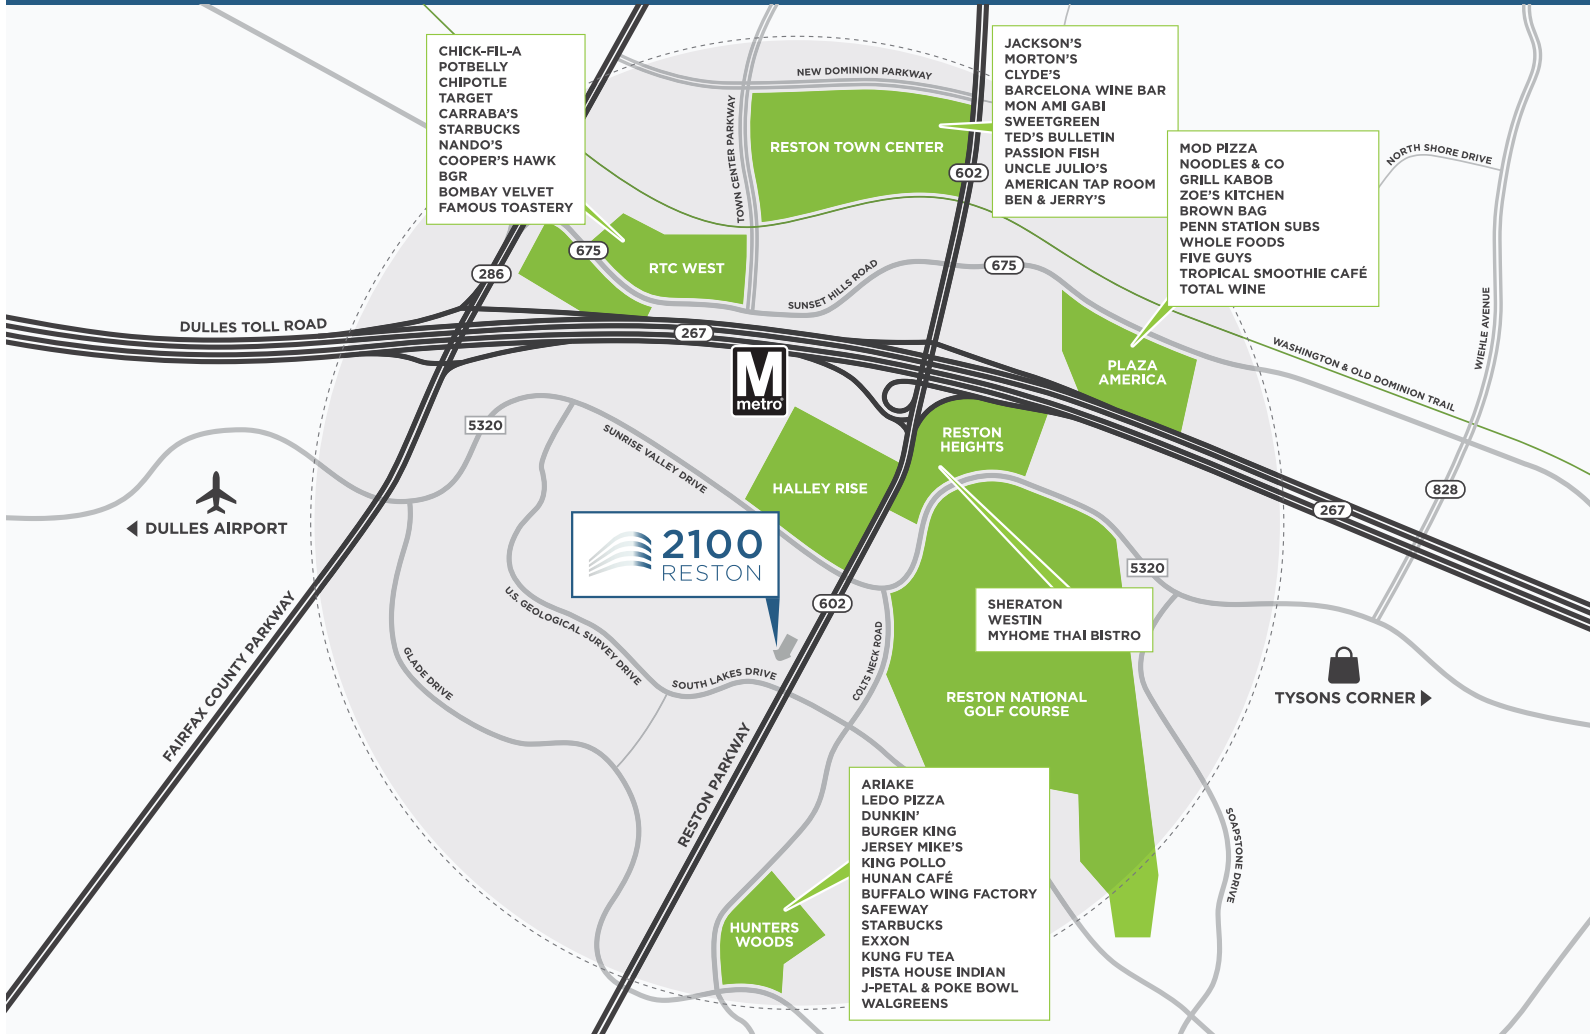 CHICK-FIL-A
POTBELLY
CHIPOTLE
TARGET
CARRABA'S
STARBUCKS
NANDO'S
COOPER'S HAWK
BGR
BOMBAY VELVET
FAMOUS TOASTERY
NEW DOMINION PARKWAY
TOWN CENTER PARKWAY
RESTON TOWN CENTER
JACKSON'S
MORTON'S
CLYDE'S
BARCELONA WINE BAR
MON AMI GABI
SWEETGREEN
TED'S BULLETIN
PASSION FISH
UNCLE JULIO'S
AMERICAN TAP ROOM
BEN & JERRY'S
602
MOD PIZZA
NOODLES & CO
GRILL KABOB
ZOE'S KITCHEN
BROWN BAG
PENN STATION SUBS
WHOLE FOODS
FIVE GUYS
TROPICAL SMOOTHIE CAFÉ
TOTAL WINE
NORTH SHORE DRIVE
675
286
RTC WEST
SUNSET HILLS ROAD
675
DULLES TOLL ROAD
267
WIEHLE AVENUE
WASHINGTON & OLD DOMINION TRAIL
PLAZA
AMERICA
M
metro
5320
SUNRISE VALLEY DRIVE
RESTON
HEIGHTS
HALLEY RISE
828
267
DULLES AIRPORT
2100
RESTON
5320
U.S. GEOLOGICAL SURVEY DRIVE
602
SHERATON
WESTIN
MYHOME THAI BISTRO
FAIRFAX COUNTY PARKWAY
GLADE DRIVE
SOUTH LAKES DRIVE
COLTS NECK ROAD
RESTON NATIONAL
GOLF COURSE
TYSONS CORNER
RESTON PARKWAY
SOAPSTONE DRIVE
ARIAKE
LEDO PIZZA
DUNKIN'
BURGER KING
JERSEY MIKE'S
KING POLLO
HUNAN CAFÉ
BUFFALO WING FACTORY
SAFEWAY
STARBUCKS
EXXON
KUNG FU TEA
PISTA HOUSE INDIAN
J-PETAL & POKE BOWL
WALGREENS
HUNTERS
WOODS